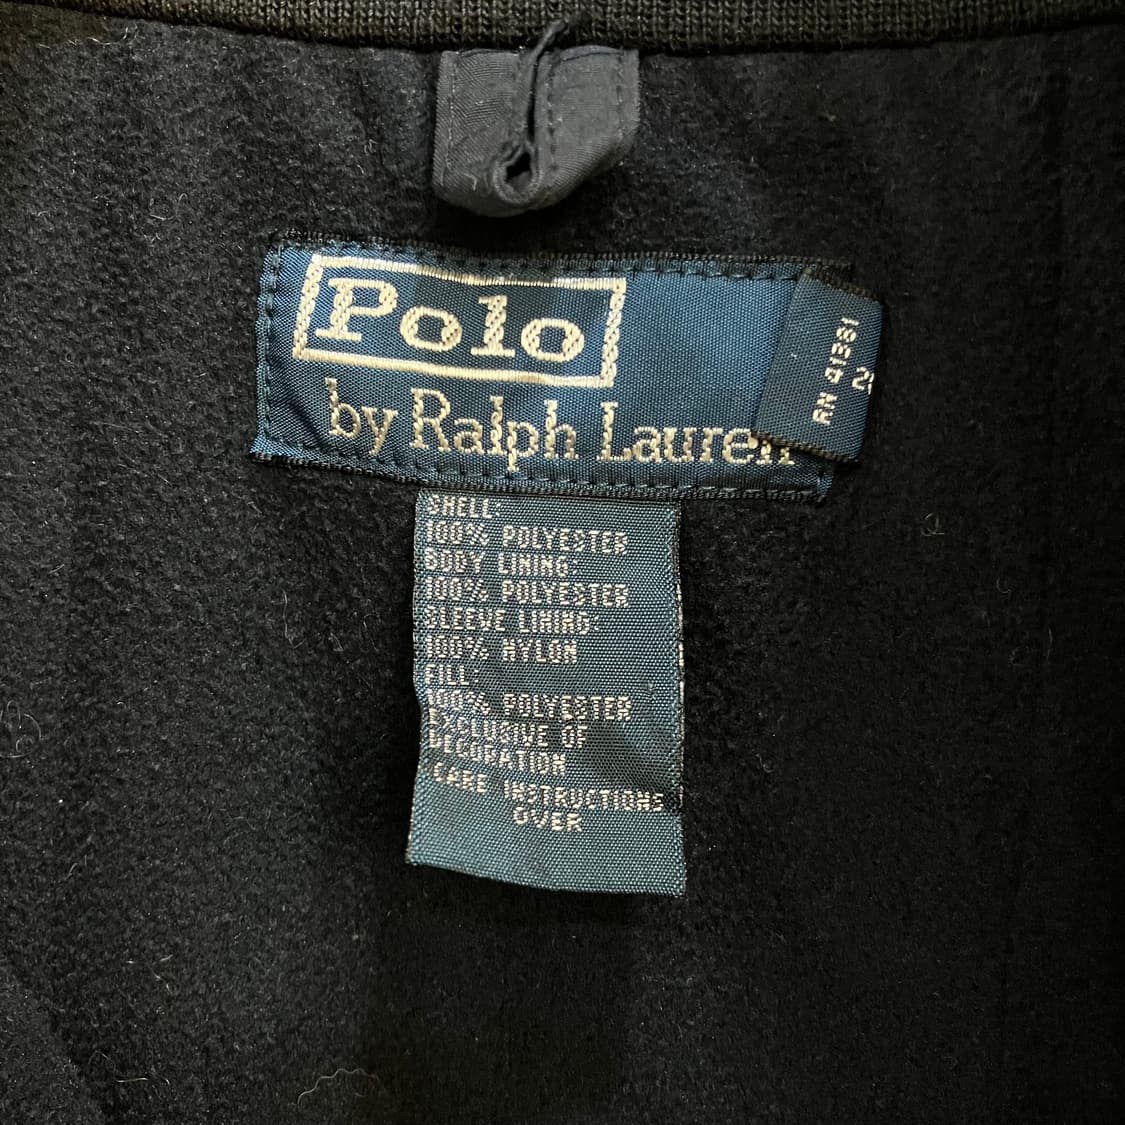 Polo
by Ralph Lauren
RN 41381
SHELL:
100% POLYESTER
BODY LINING:
100% POLYESTER
SLEEVE LINING:
100% NYLON
FILL
100% POLYESTER
EXCLUSIVE OF
DECORATION
CARE INSTRUCTIONS
OVER